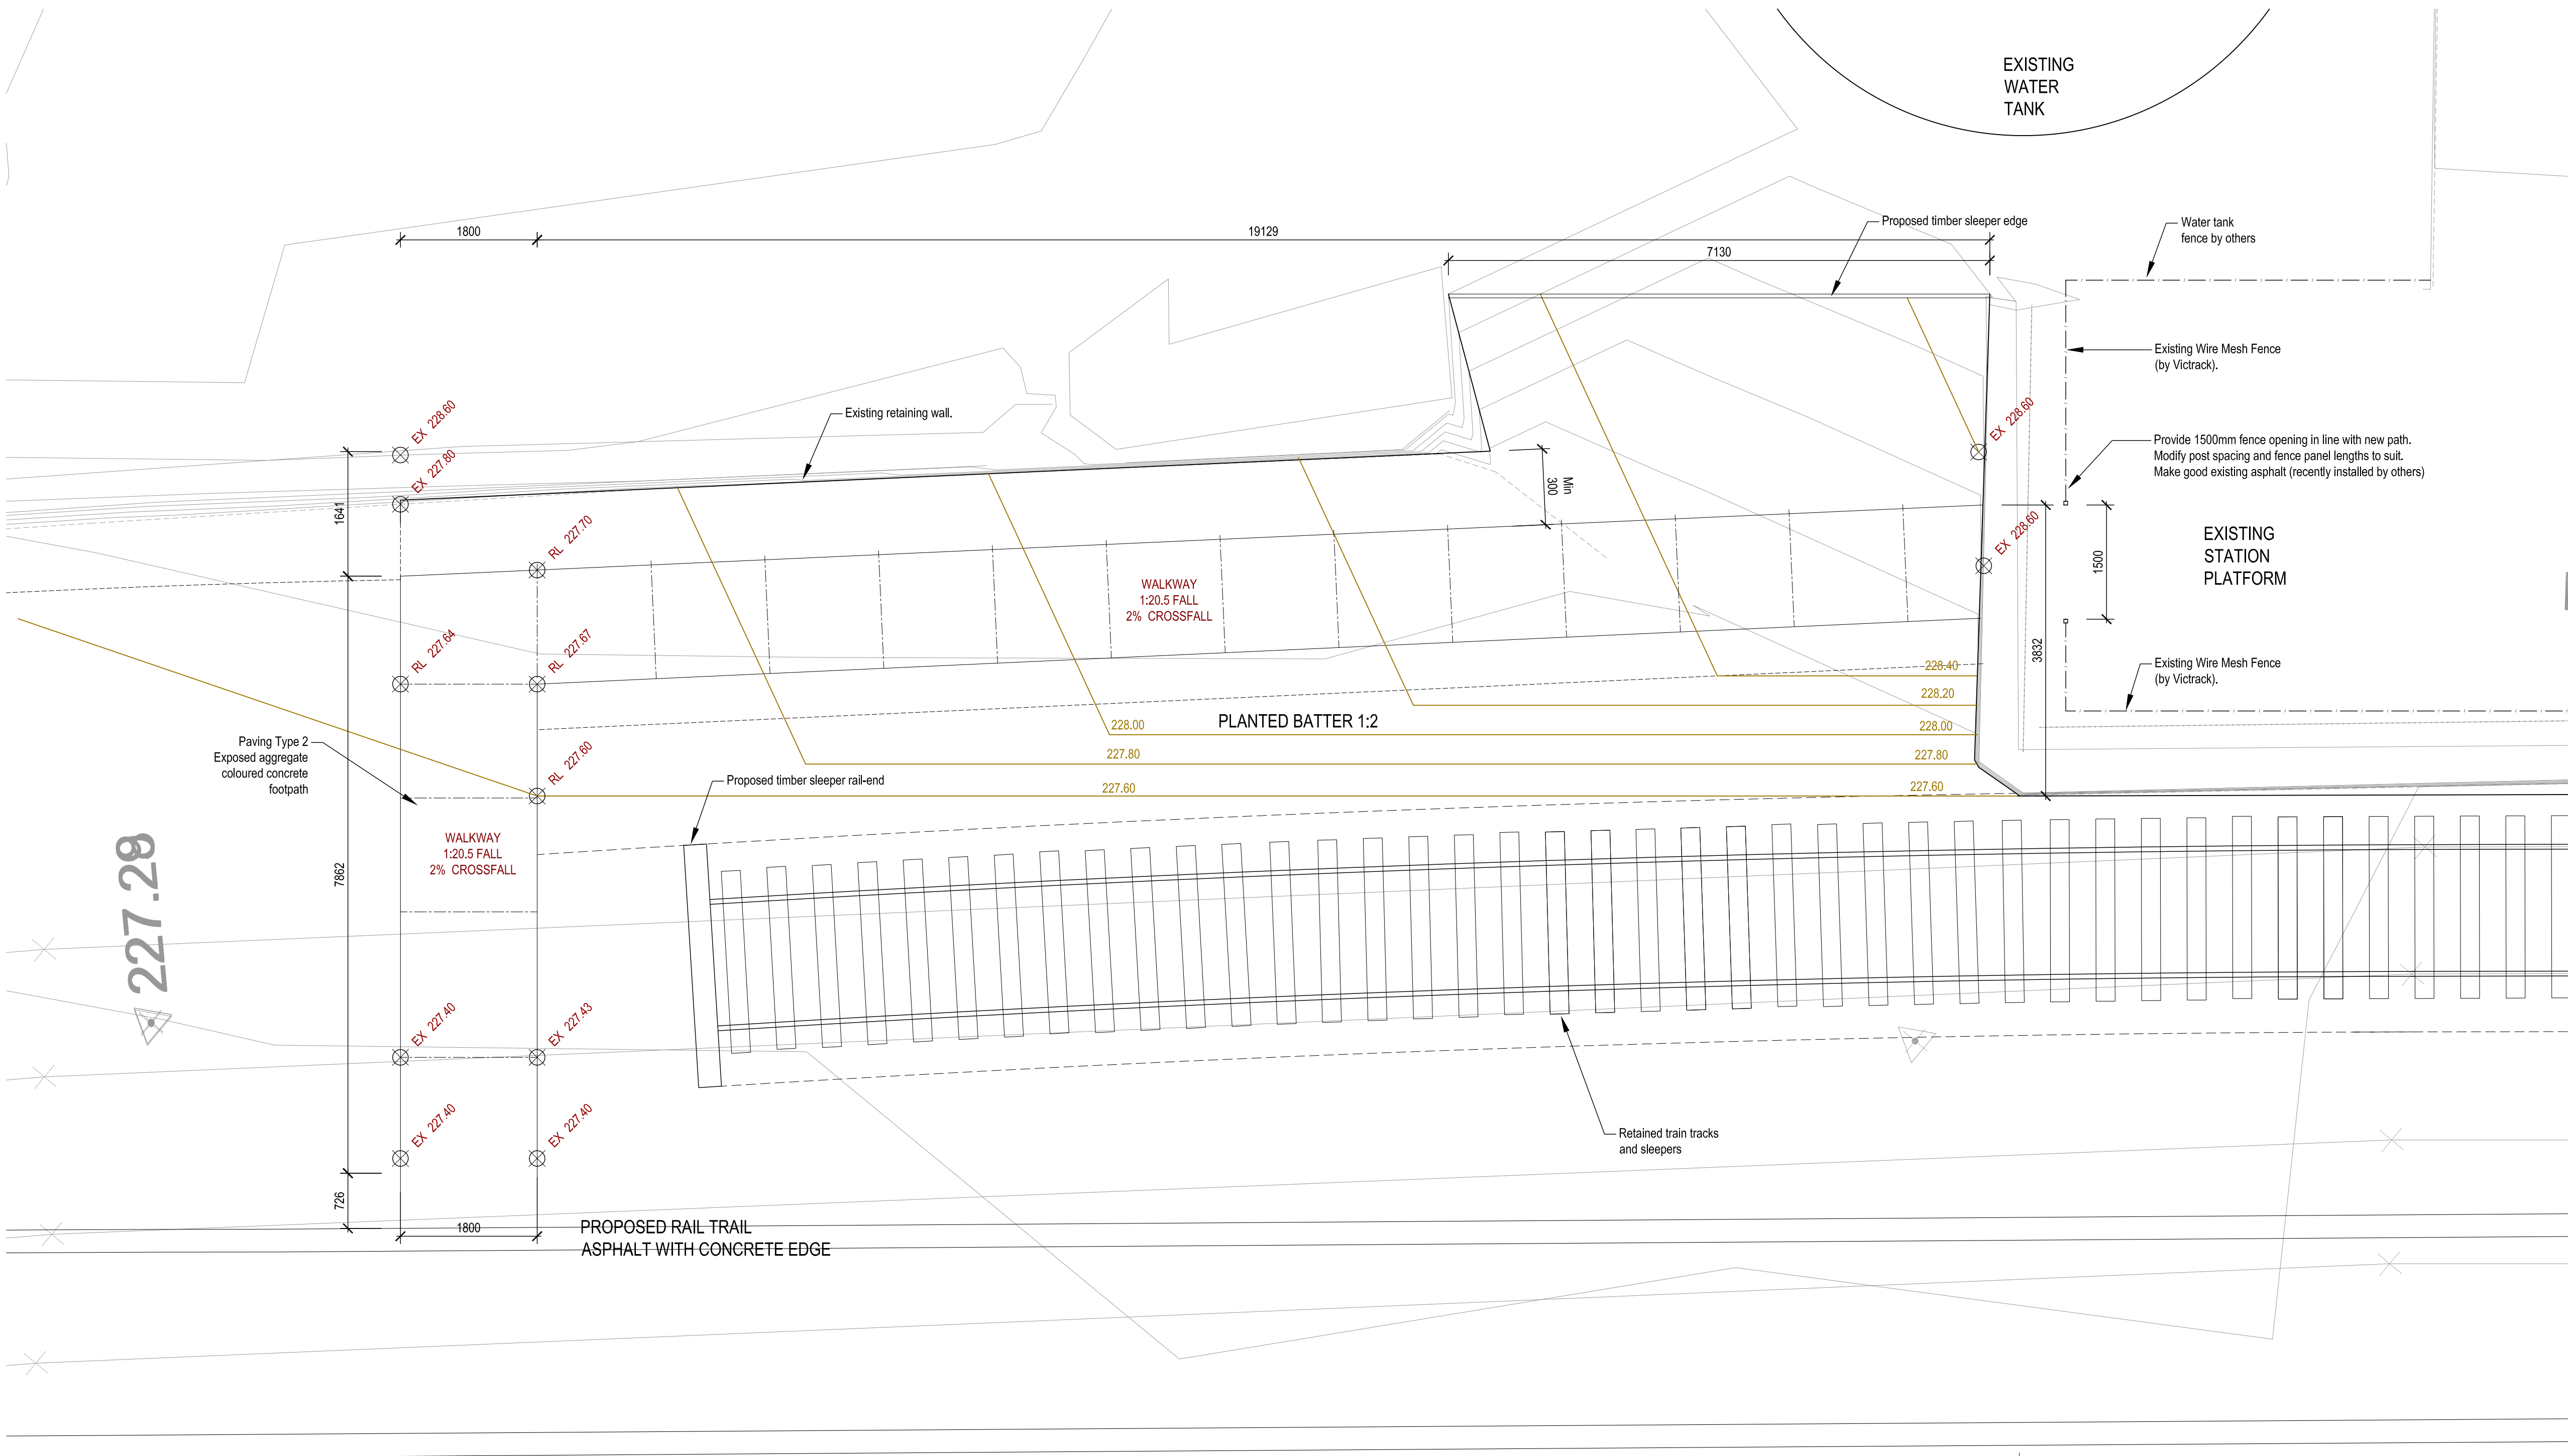 EXISTING
WATER
TANK
Proposed timber sleeper edge
Water tank
fence by others
1800
19129
7130
Existing Wire Mesh Fence
(by Victrack).
EX 228.60
Existing retaining wall.
EX 228.60
Provide 1500mm fence opening in line with new path.
Modify post spacing and fence panel lengths to suit.
Make good existing asphalt (recently installed by others)
EX 227.80
Min
300
1641
RL 227.70
EX 228.60
EXISTING
STATION
PLATFORM
1500
WALKWAY
1:20.5 FALL
2% CROSSFALL
3832
RL 227.64
RL 227.67
228.40
Existing Wire Mesh Fence
(by Victrack).
228.20
PLANTED BATTER 1:2
228.00
228.00
Paving Type 2
Exposed aggregate
coloured concrete
footpath
227.80
227.80
RL 227.60
Proposed timber sleeper rail-end
227.60
227.60
WALKWAY
1:20.5 FALL
2% CROSSFALL
7862
EX 227.40
EX 227.43
EX 227.40
EX 227.40
Retained train tracks
and sleepers
726
1800
PROPOSED RAIL TRAIL
ASPHALT WITH CONCRETE EDGE